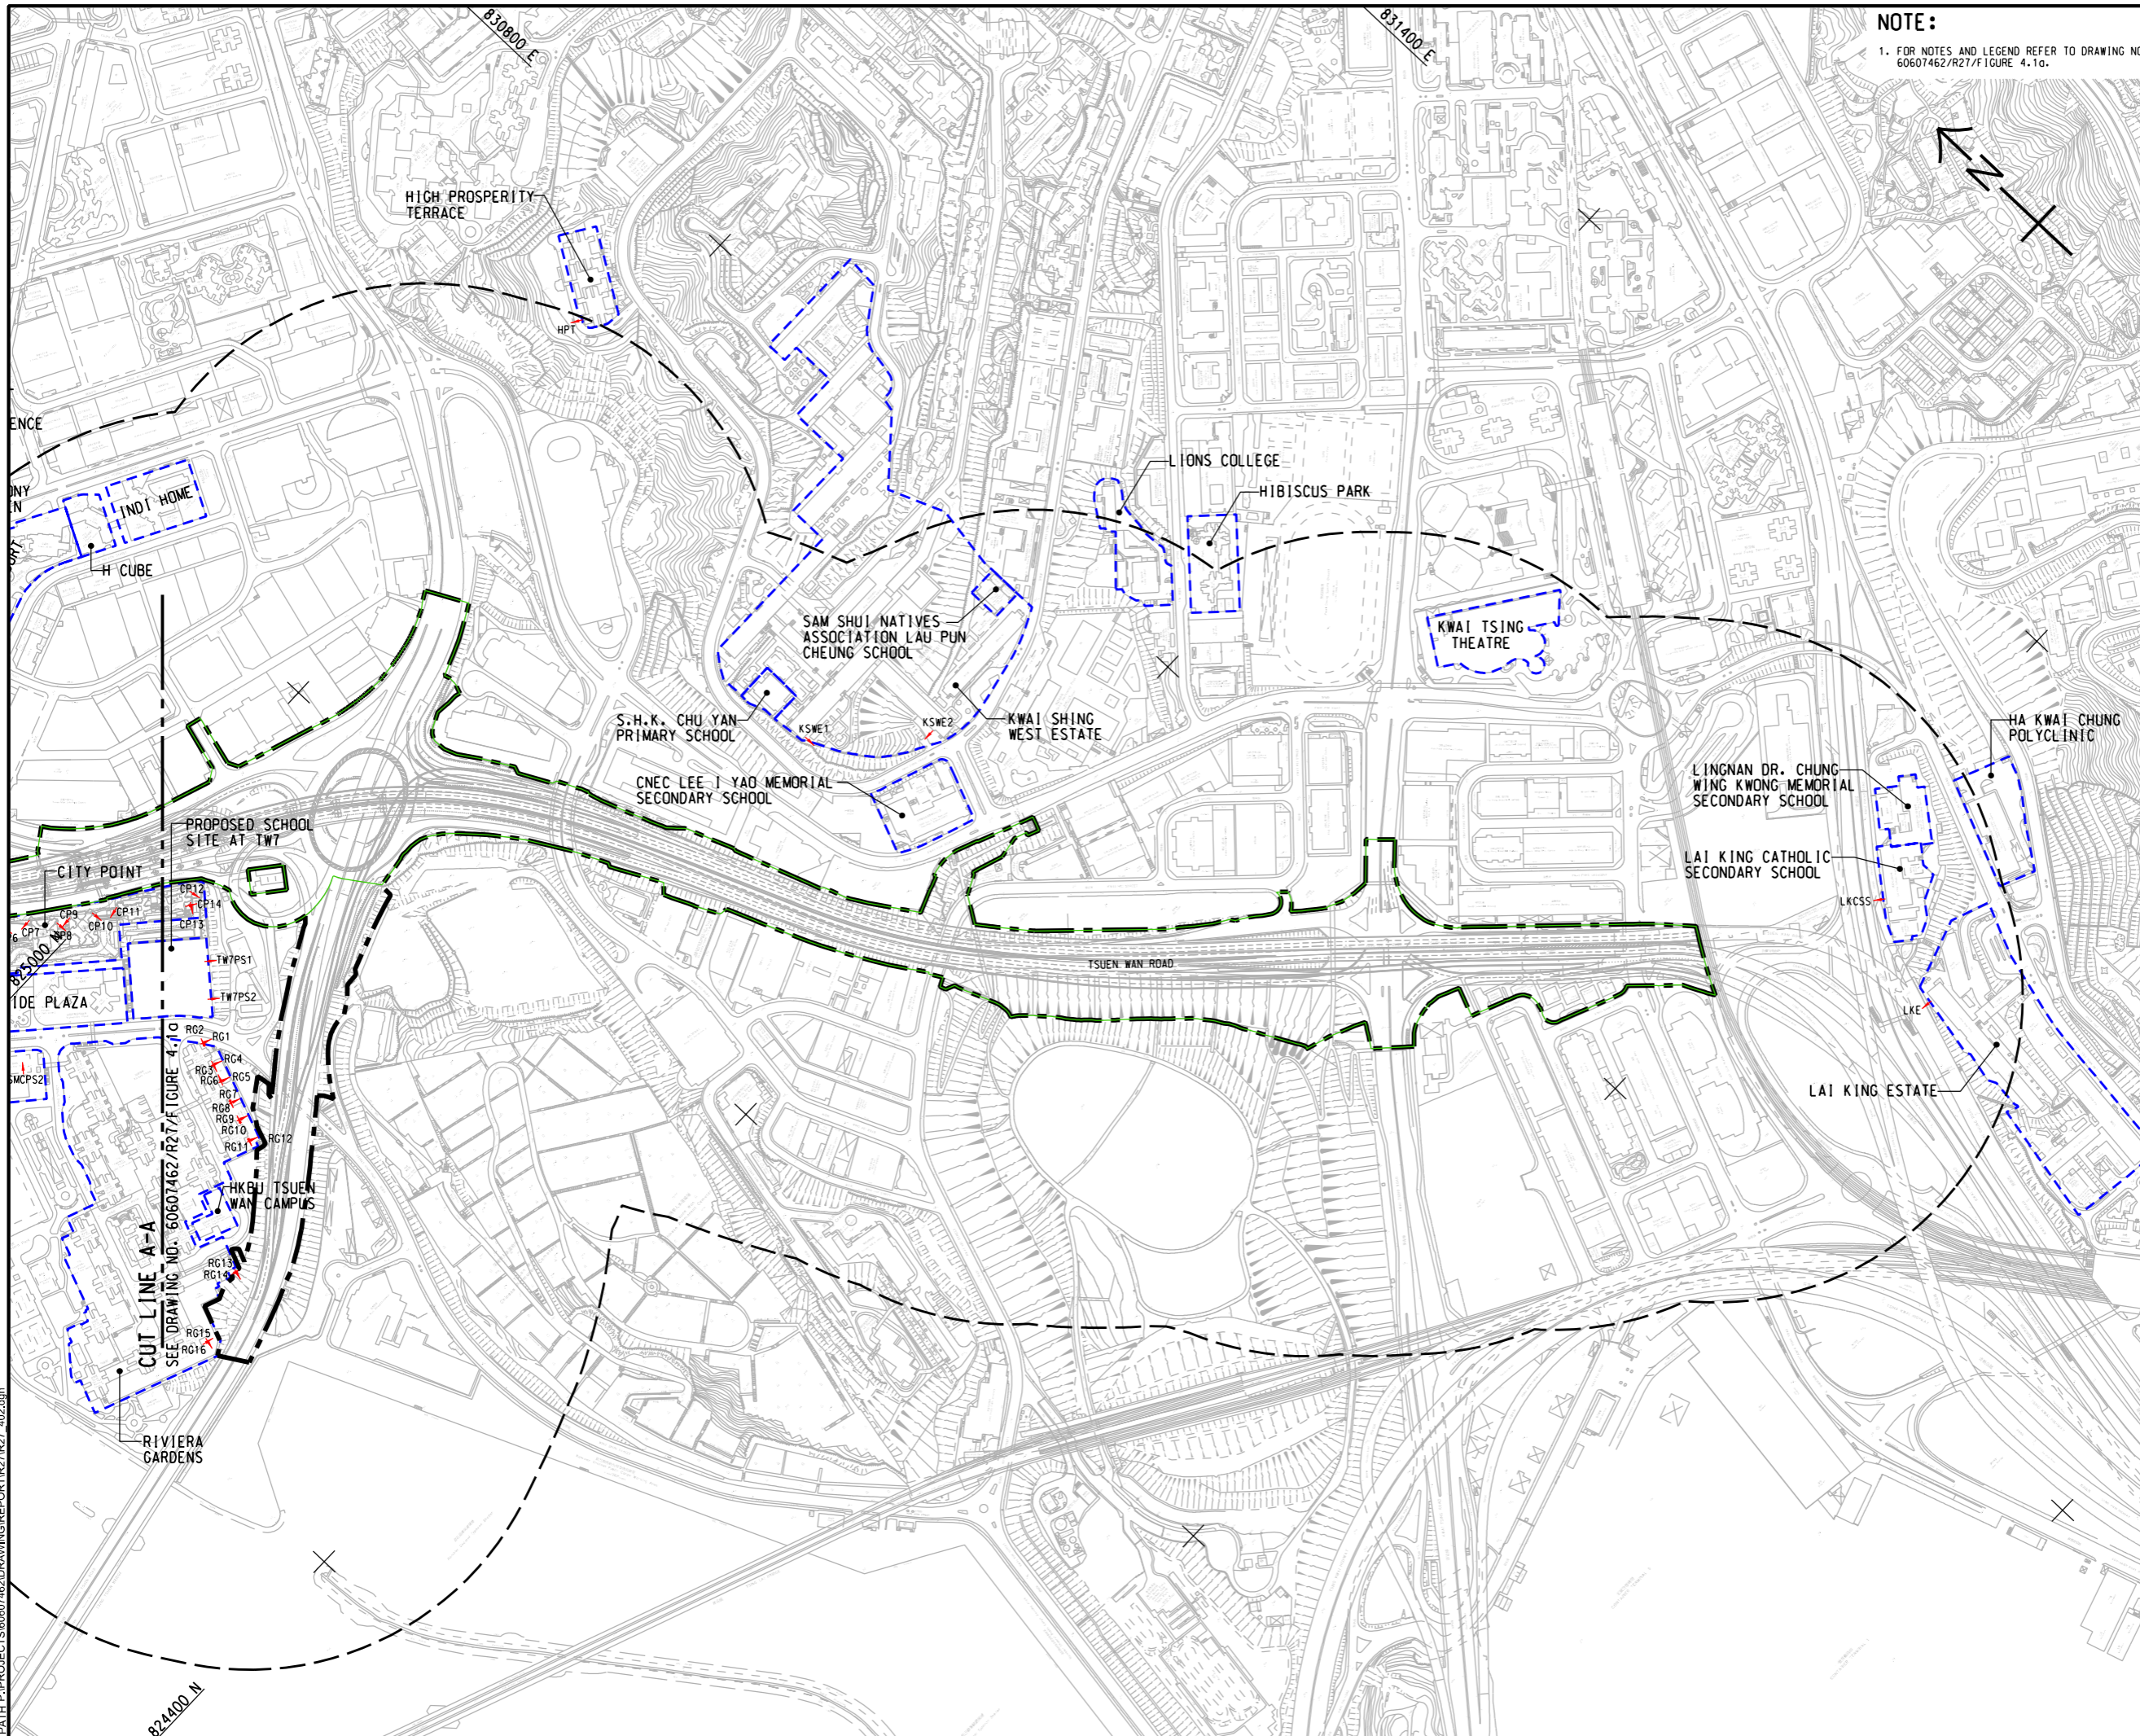 830800 E
831400 E
NOTE:
1. FOR NOTES AND LEGEND REFER TO DRAWING NO
60607462/R27/FIGURE 4.1a.
N
HIGH PROSPERITY
TERRACE
HPT
ENCE
INDI HOME
H CUBE
LIONS COLLEGE
HIBISCUS PARK
SAM SHUI NATIVES
ASSOCIATION LAU PUN
CHEUNG SCHOOL
KWAI TSING
THEATRE
S.H.K. CHU YAN
PRIMARY SCHOOL
KSWE1
KSWE2
KWAI SHING
WEST ESTATE
HA KWAI CHUNG
POLYCLINIC
CNEC LEE I YAO MEMORIAL
SECONDARY SCHOOL
LINGNAN DR. CHUNG
WING KWONG MEMORIAL
SECONDARY SCHOOL
PROPOSED SCHOOL
SITE AT TW7
LAI KING CATHOLIC
SECONDARY SCHOOL
LKCSS
CITY POINT
CP12
CP14
CP13
CP11
CP10
CP9
CP8
CP7
825000 N
TSUEN WAN ROAD
TW7PS1
TW7PS2
IDE PLAZA
LKE
LAI KING ESTATE
RG2
RG1
RG4
RG3
RG5
RG6
RG7
RG8
RG9
RG10
RG12
RG11
SMCPS2
HKBU TSUEN
WAN CAMPUS
RG13
RG14
RG15
RG16
CUT LINE A-A
SEE DRAWING NO. 60607462/R27/FIGURE 4.1a
RIVIERA
GARDENS
824400 N